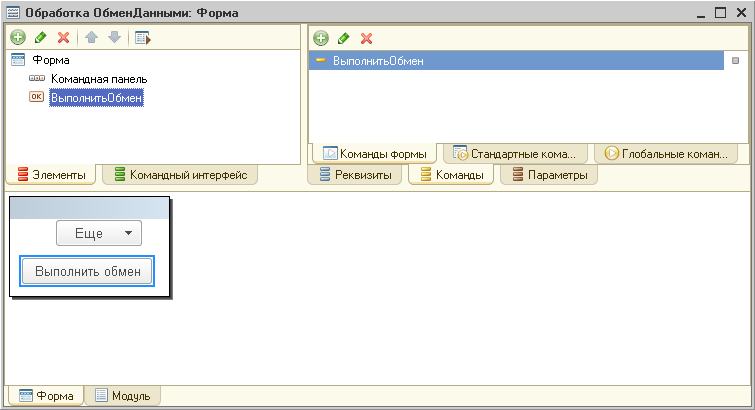 Обработка ОбменДанными: Форма
Форма
Командная панель
OK ВыполнитьОбмен
Элементы Командный интерфейс
ВыполнитьОбмен
Команды формы Стандартные кома... Глобальные коман...
Реквизиты Команды Параметры
Еще
Выполнить обмен
Форма Модуль